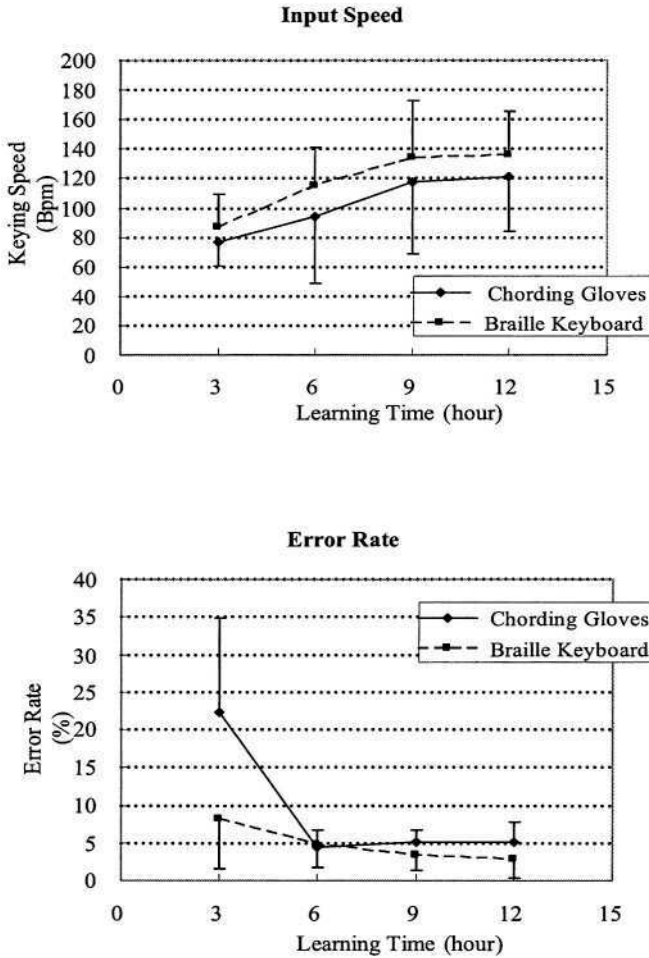 Input Speed
200
180
160
140
120
100
80
60
40
20
0
Keying Speed
(Bpm)
Chording Gloves
Braille Keyboard
0 3 6 9 12 15
Learning Time (hour)
Error Rate
40
35
30
25
20
15
10
5
0
Error Rate
(%)
Chording Gloves
Braille Keyboard
0 3 6 9 12 15
Learning Time (hour)